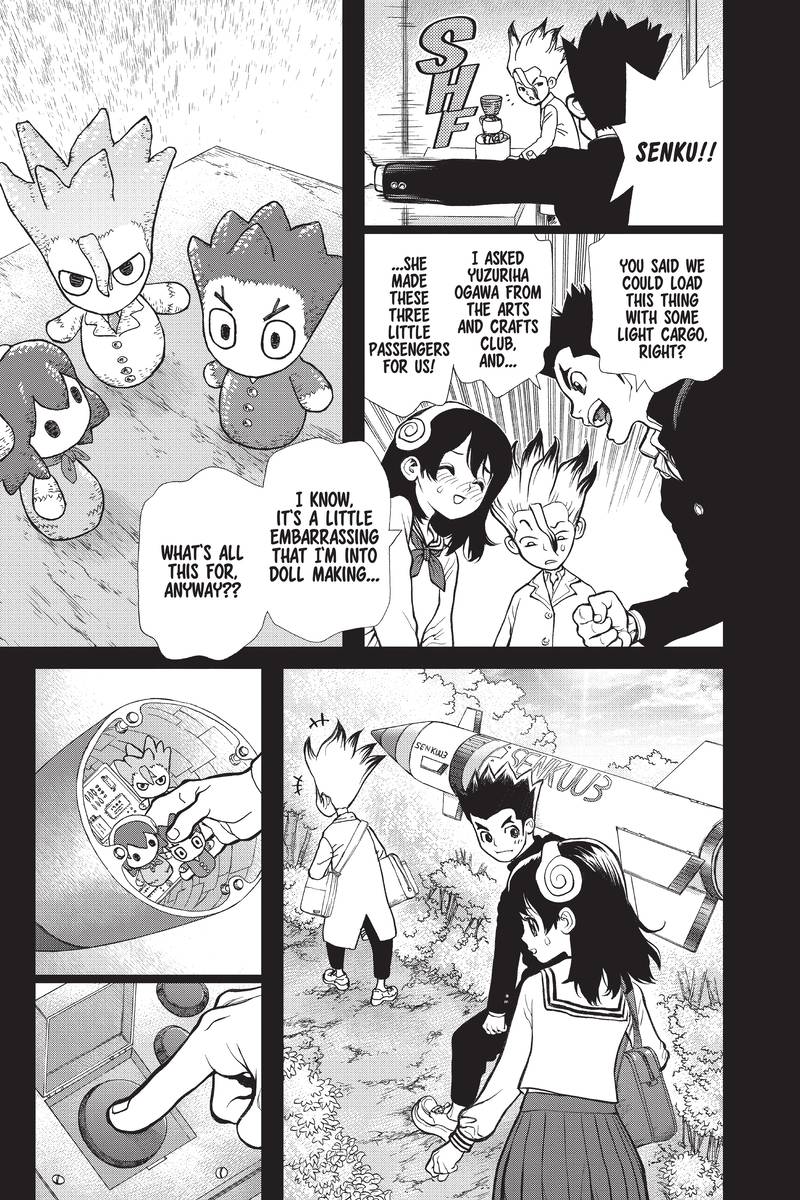 SHF
SENKU!!
YOU SAID WE
COULD LOAD
THIS THING
WITH SOME
LIGHT CARGO,
RIGHT?
I ASKED
YUZURIHA
OGAWA FROM
THE ARTS
AND CRAFTS
CLUB,
AND...
...SHE
MADE
THESE
THREE
LITTLE
PASSENGERS
FOR US!
I KNOW,
IT'S A LITTLE
EMBARRASSING
THAT I'M INTO
DOLL MAKING...
WHAT'S ALL
THIS FOR,
ANYWAY??
SENKUU3
SENKUU3